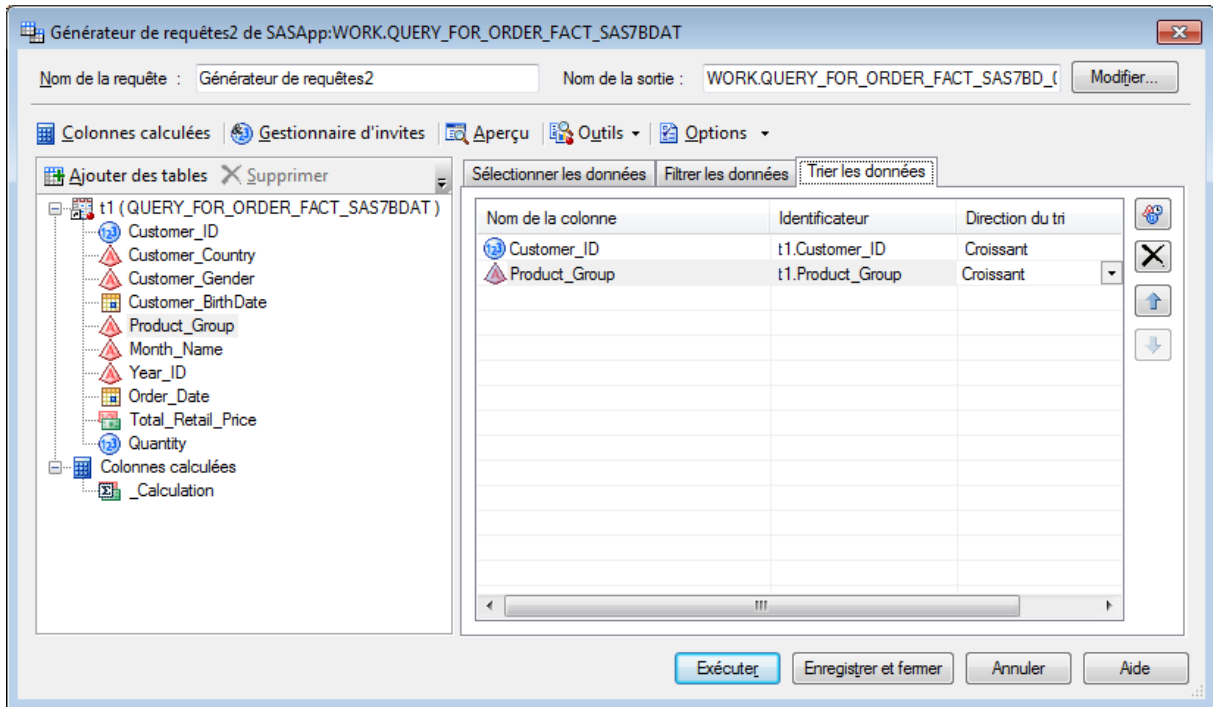 Générateur de requêtes2 de SASApp:WORK.QUERY_FOR_ORDER_FACT_SAS7BDAT
Nom de la requête : Générateur de requêtes2 Nom de la sortie : WORK.QUERY_FOR_ORDER_FACT_SAS7BD_( Modifier...
Colonnes calculées Gestionnaire d'invites Aperçu Outils Options
Ajouter des tables Supprimer
Sélectionner les données Filtrer les données Trier les données
t1 (QUERY_FOR_ORDER_FACT_SAS7BDAT)
Customer_ID
Customer_Country
Customer_Gender
Customer_BirthDate
Product_Group
Month_Name
Year_ID
Order_Date
Total_Retail_Price
Quantity
Colonnes calculées
_Calculation
Nom de la colonne Identificateur Direction du tri
Customer_ID t1.Customer_ID Croissant
Product_Group t1.Product_Group Croissant
Exécuter Enregistrer et fermer Annuler Aide